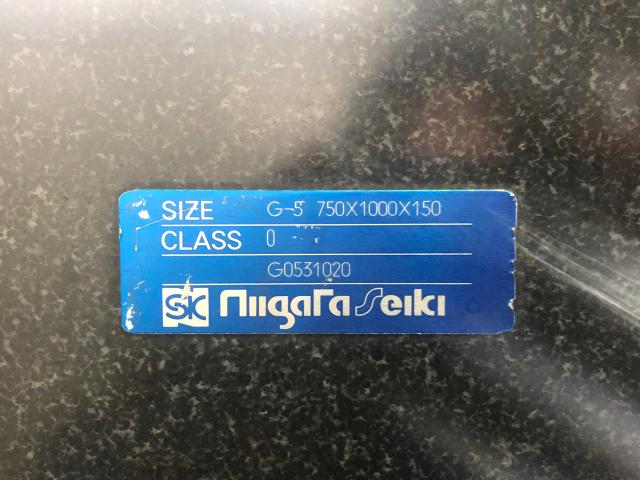 SIZE G-5 750X1000X150
CLASS 0
G0531020
SK Niigata Seiki